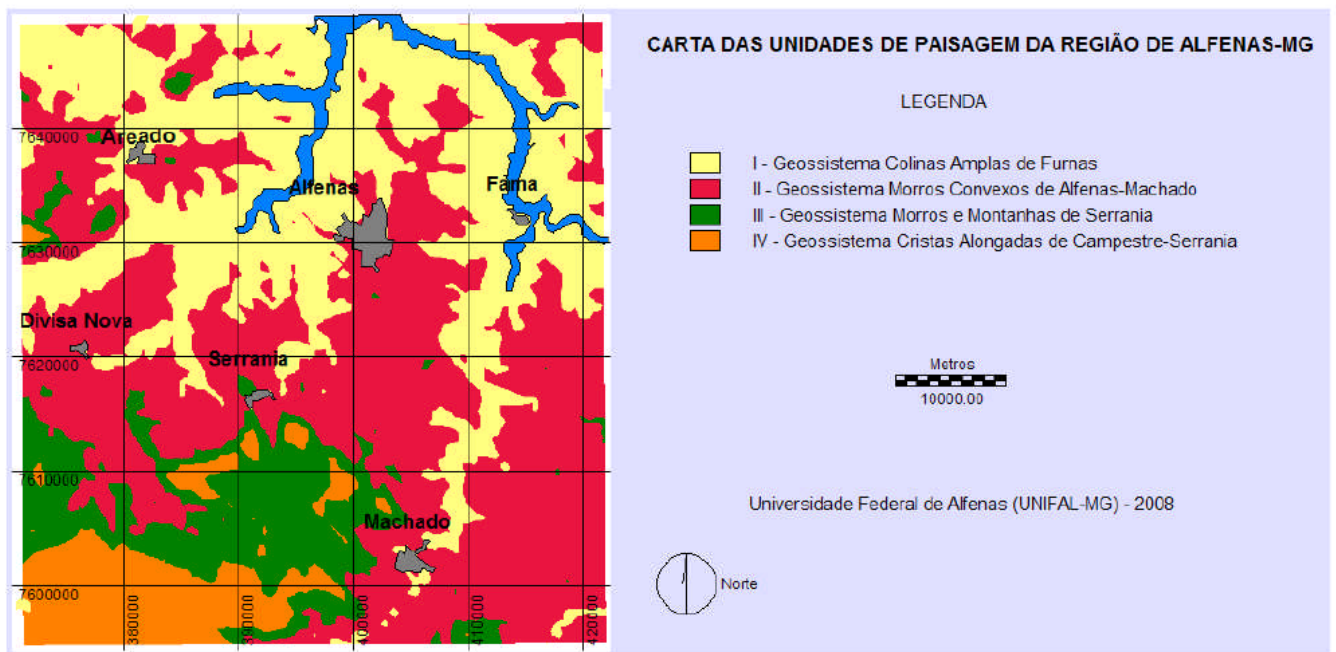 CARTA DAS UNIDADES DE PAISAGEM DA REGIÃO DE ALFENAS-MG
LEGENDA
I - Geossistema Colinas Amplas de Furnas
II - Geossistema Morros Convexos de Alfenas-Machado
III - Geossistema Morros e Montanhas de Serrania
IV - Geossistema Cristas Alongadas de Campestre-Serrania
Metros
10000.00
Universidade Federal de Alfenas (UNIFAL-MG) - 2008
Norte
7640000
Areado
Alfenas
Fama
7630000
Divisa Nova
Serrania
7620000
7610000
Machado
7600000
380000
390000
400000
410000
420000